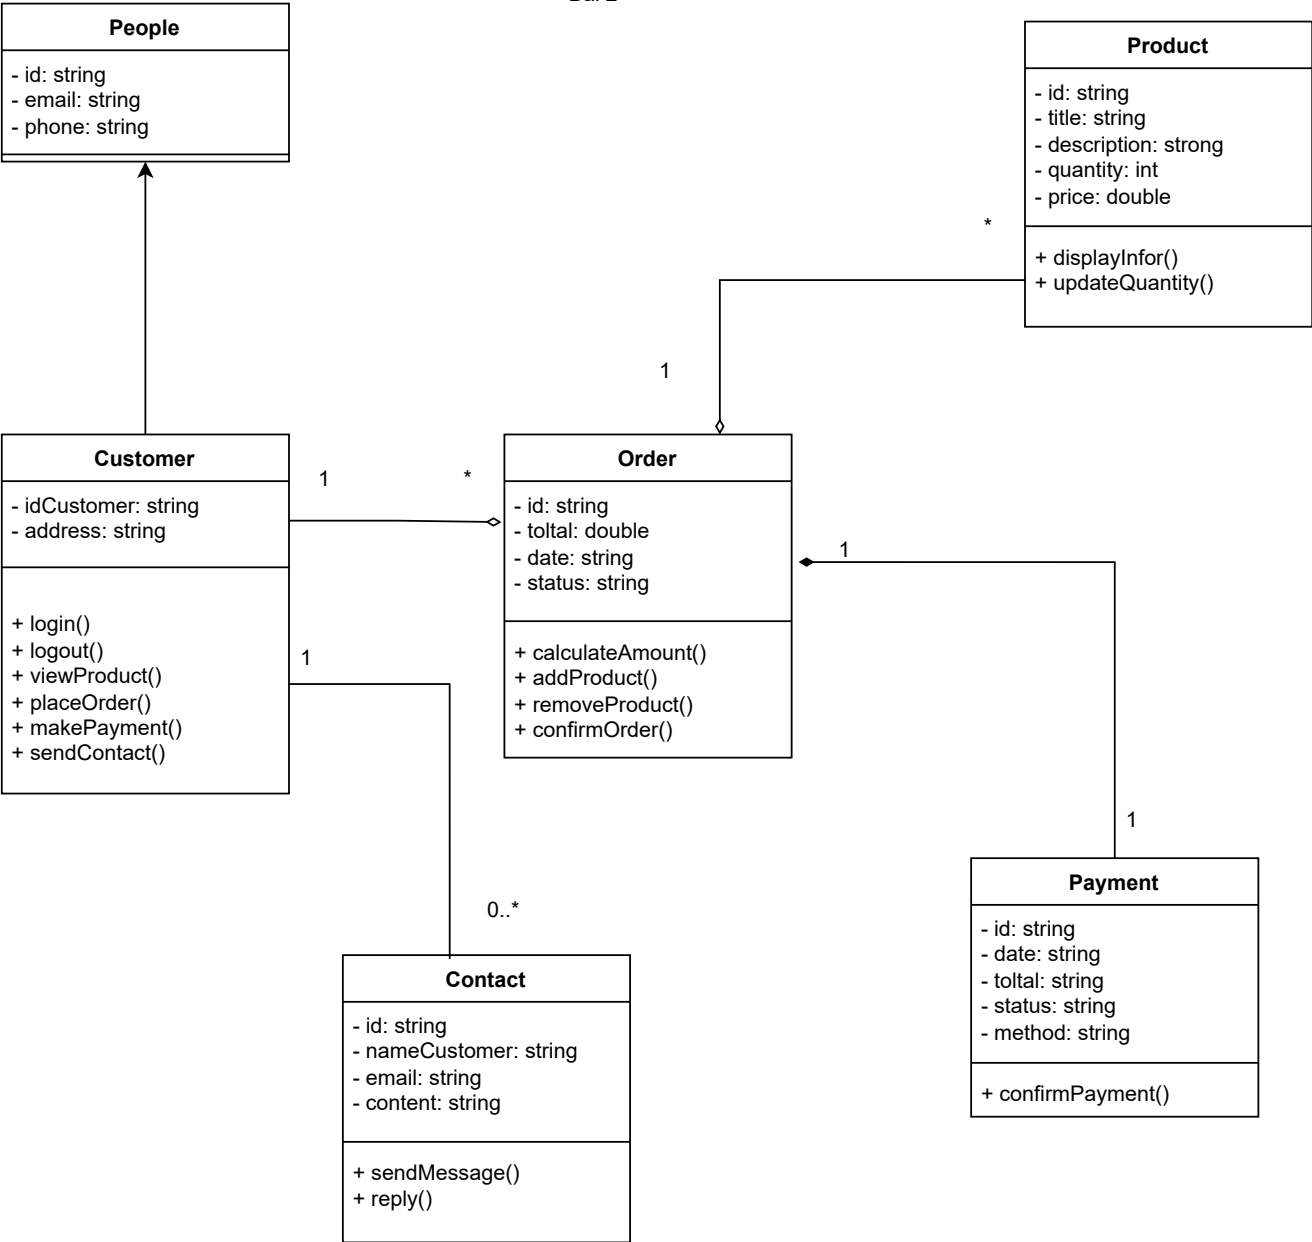 People
- id: string
- email: string
- phone: string
Product
- id: string
- title: string
- description: strong
- quantity: int
- price: double
+ displayInfor()
+ updateQuantity()
*
1
Customer
- idCustomer: string
- address: string
+ login()
+ logout()
+ viewProduct()
+ placeOrder()
+ makePayment()
+ sendContact()
1
*
Order
- id: string
- toltal: double
- date: string
- status: string
+ calculateAmount()
+ addProduct()
+ removeProduct()
+ confirmOrder()
1
1
1
0..*
Contact
- id: string
- nameCustomer: string
- email: string
- content: string
+ sendMessage()
+ reply()
Payment
- id: string
- date: string
- toltal: string
- status: string
- method: string
+ confirmPayment()